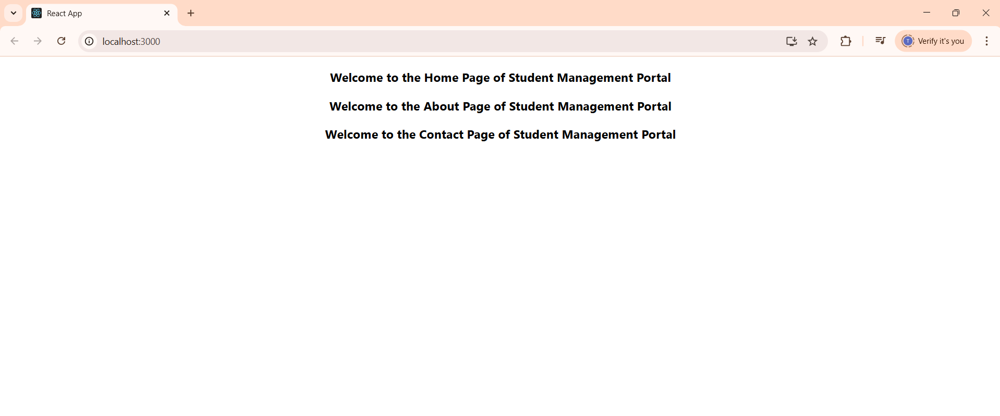 React App
localhost:3000
T
Verify it's you
Welcome to the Home Page of Student Management Portal
Welcome to the About Page of Student Management Portal
Welcome to the Contact Page of Student Management Portal